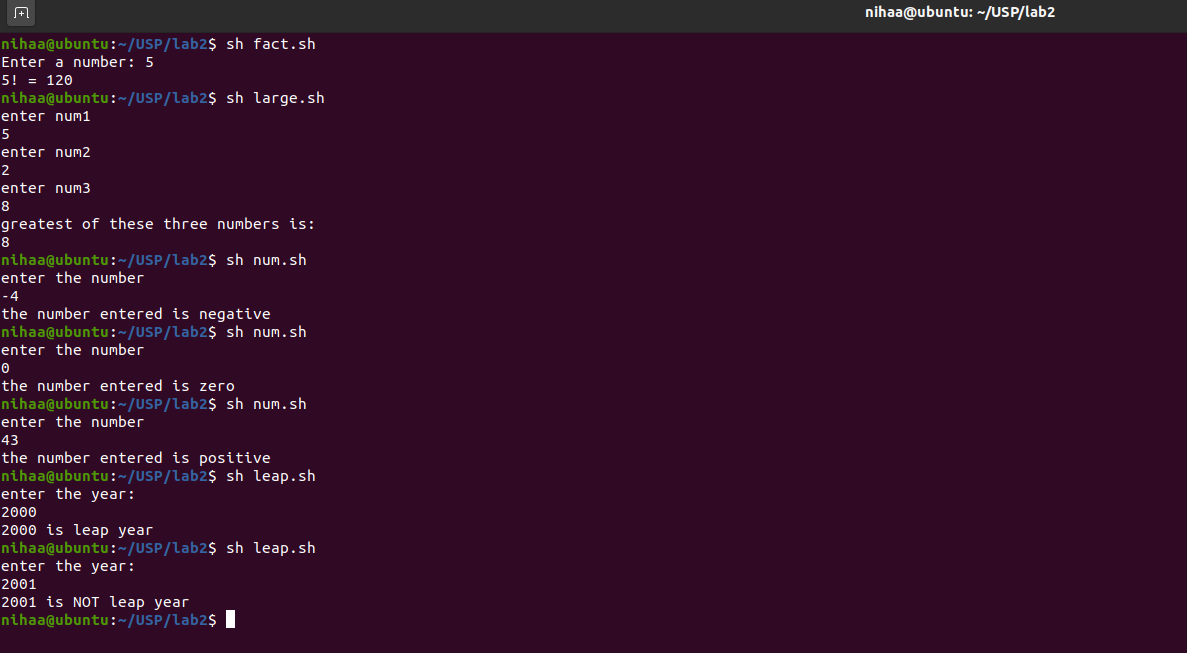 nihaa@ubuntu: ~/USP/lab2
nihaa@ubuntu:~/USP/lab2$ sh fact.sh
Enter a number: 5
5! = 120
nihaa@ubuntu:~/USP/lab2$ sh large.sh
enter num1
5
enter num2
2
enter num3
8
greatest of these three numbers is:
8
nihaa@ubuntu:~/USP/lab2$ sh num.sh
enter the number
-4
the number entered is negative
nihaa@ubuntu:~/USP/lab2$ sh num.sh
enter the number
0
the number entered is zero
nihaa@ubuntu:~/USP/lab2$ sh num.sh
enter the number
43
the number entered is positive
nihaa@ubuntu:~/USP/lab2$ sh leap.sh
enter the year:
2000
2000 is leap year
nihaa@ubuntu:~/USP/lab2$ sh leap.sh
enter the year:
2001
2001 is NOT leap year
nihaa@ubuntu:~/USP/lab2$